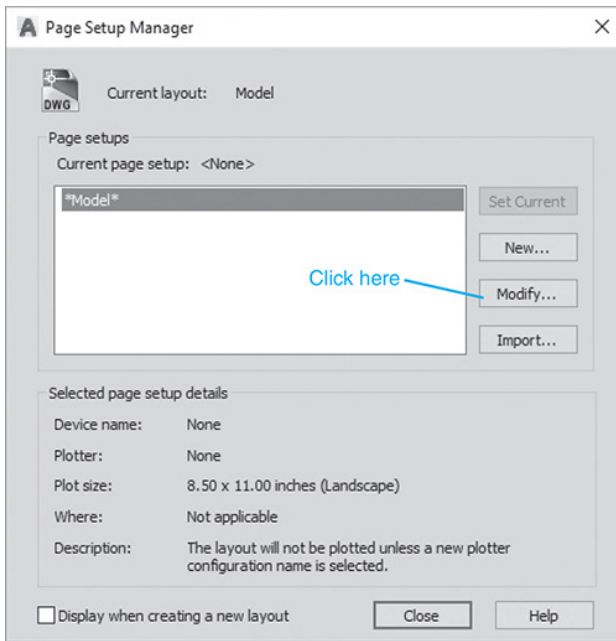 Page Setup Manager
DWG
Current layout: Model
Page setups
Current page setup: <None>
*Model*
Set Current
New...
Click here
Modify...
Import...
Selected page setup details
Device name: None
Plotter: None
Plot size: 8.50 x 11.00 inches (Landscape)
Where: Not applicable
Description: The layout will not be plotted unless a new plotter
configuration name is selected.
Display when creating a new layout
Close
Help